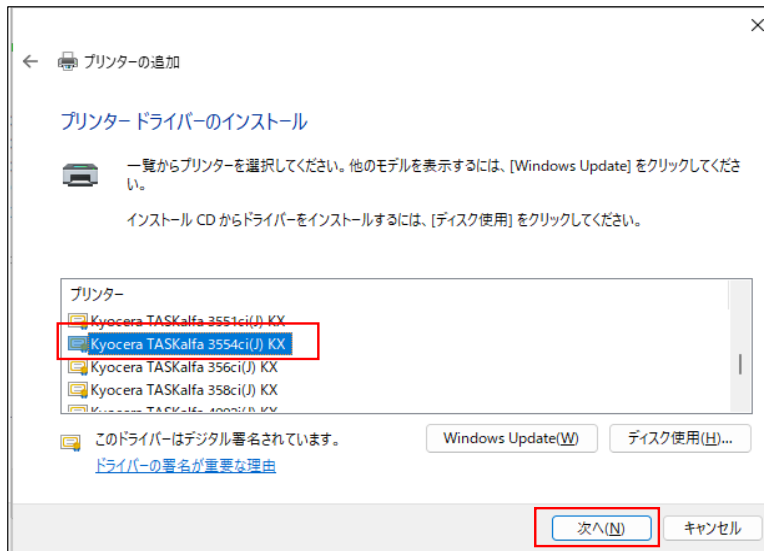 プリンターの追加
プリンター ドライバーのインストール
一覧からプリンターを選択してください。他のモデルを表示するには、[Windows Update] をクリックしてくださ
い。
インストール CD からドライバーをインストールするには、[ディスク使用] をクリックしてください。
プリンター
Kyocera TASKalfa 3551ci(J) KX
Kyocera TASKalfa 3554ci(J) KX
Kyocera TASKalfa 356ci(J) KX
Kyocera TASKalfa 358ci(J) KX
Kyocera TASKalfa 4002i(J) KX
このドライバーはデジタル署名されています。
Windows Update(W)
ディスク使用(H)...
ドライバーの署名が重要な理由
次へ(N)
キャンセル